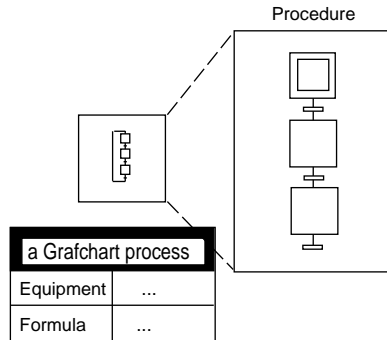 Procedure
a Grafchart process
Equipment ...
Formula ...